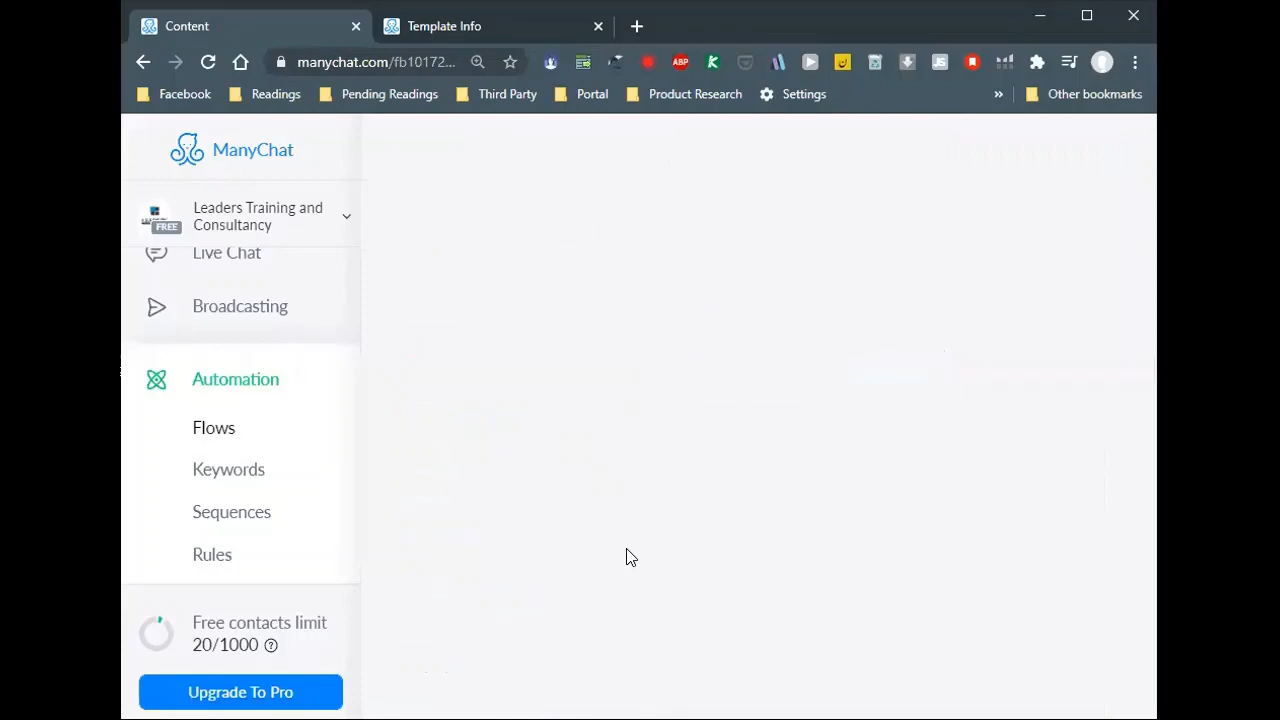 Content
Template Info
manychat.com/fb10172...
ABP
JS
Facebook
Readings
Pending Readings
Third Party
Portal
Product Research
Settings
»
Other bookmarks
ManyChat
Leaders Training and
Consultancy
FREE
Live Chat
Broadcasting
Automation
Flows
Keywords
Sequences
Rules
Free contacts limit
20/1000
Upgrade To Pro